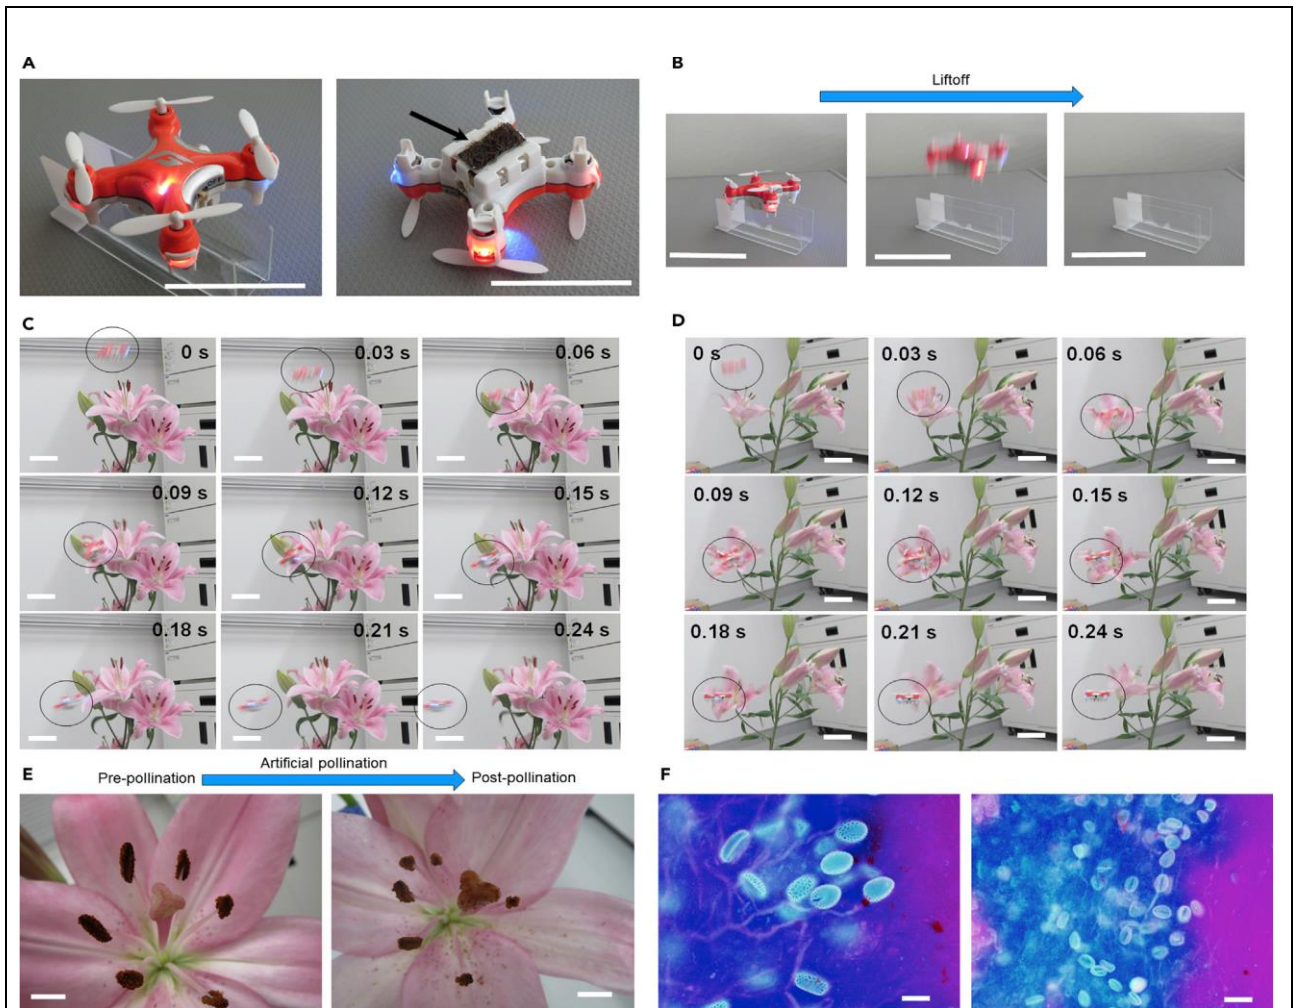 A
B
Liftoff
C
0 s
0.03 s
0.06 s
0.09 s
0.12 s
0.15 s
0.18 s
0.21 s
0.24 s
D
0 s
0.03 s
0.06 s
0.09 s
0.12 s
0.15 s
0.18 s
0.21 s
0.24 s
E
Artificial pollination
Pre-pollination
Post-pollination
F